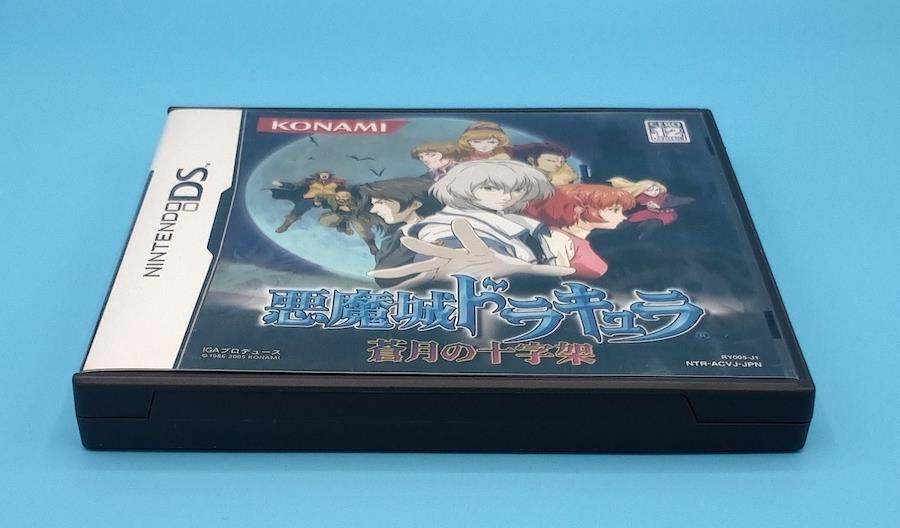 NINTENDO DS™
KONAMI
CERO
12
悪魔城ドラキュラ®
蒼月の十字架
IGAプロデュース
© 1986 2005 KONAMI
RY005-J1
NTR-ACVJ-JPN